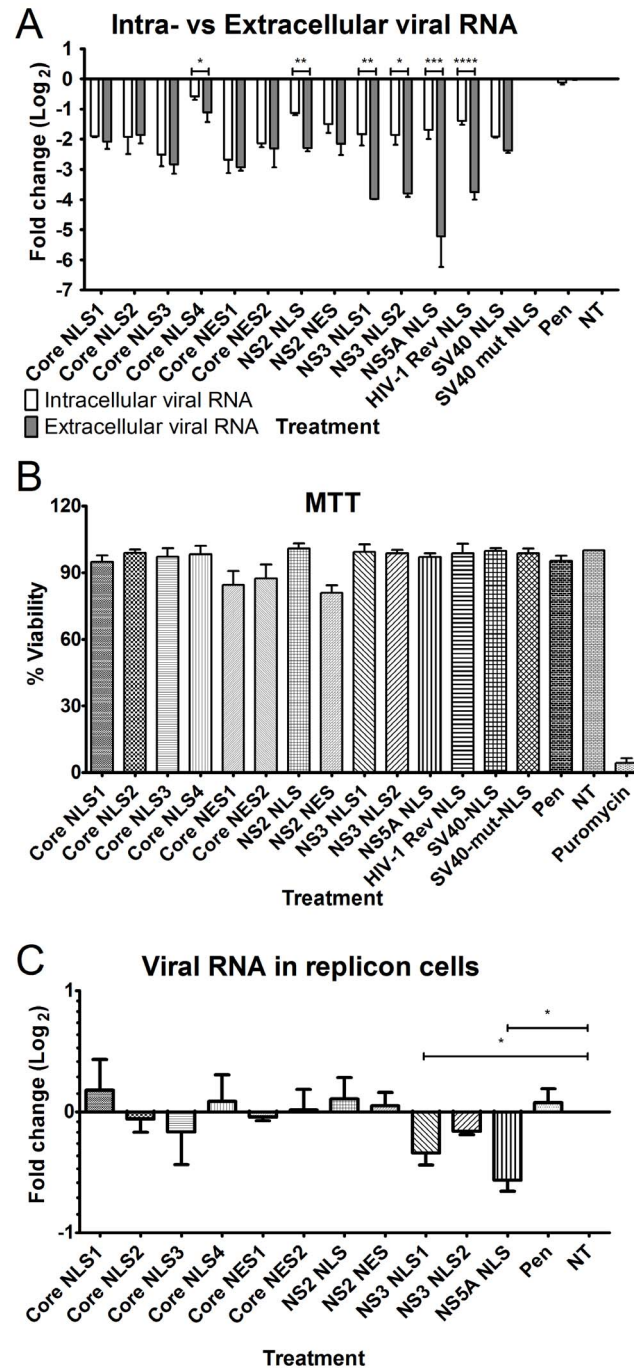 A
Intra- vs Extracellular viral RNA
Fold change (Log2)
1
0
-1
-2
-3
-4
-5
-6
-7
*
**
**
*
***
****
Core NLS1
Core NLS2
Core NLS3
Core NLS4
Core NES1
Core NES2
NS2 NLS
NS2 NES
NS3 NLS1
NS3 NLS2
NS5A NLS
HIV-1 Rev NLS
SV40 NLS
SV40 mut NLS
Pen
NT
Intracellular viral RNA
Extracellular viral RNA
Treatment
B
MTT
% Viability
120
90
60
30
0
Core NLS1
Core NLS2
Core NLS3
Core NLS4
Core NES1
Core NES2
NS2 NLS
NS2 NES
NS3 NLS1
NS3 NLS2
NS5A NLS
HIV-1 Rev NLS
SV40-NLS
SV40-mut-NLS
Pen
NT
Puromycin
Treatment
C
Viral RNA in replicon cells
Fold change (Log2)
1
0
-1
*
*
Core NLS1
Core NLS2
Core NLS3
Core NLS4
Core NES1
Core NES2
NS2 NLS
NS2 NES
NS3 NLS1
NS3 NLS2
NS5A NLS
Pen
NT
Treatment